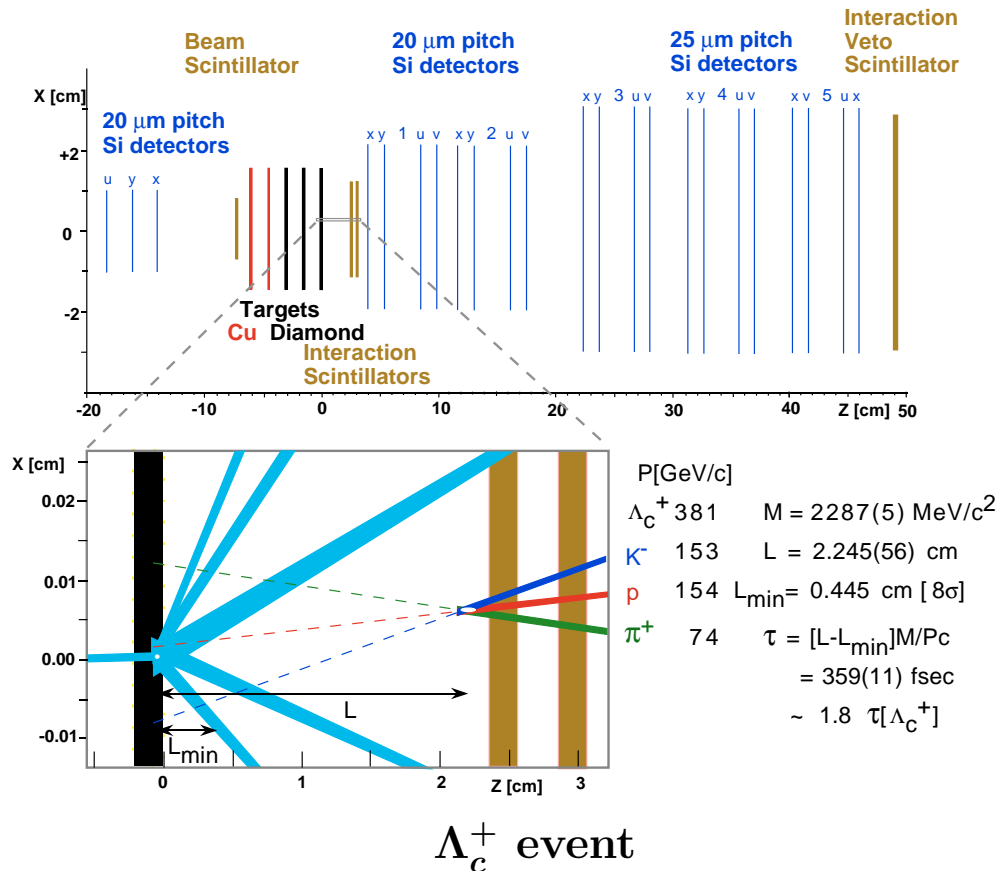 Interaction
Veto
Scintillator
Beam
Scintillator
20 μm pitch
Si detectors
25 μm pitch
Si detectors
X [cm]
20 μm pitch
Si detectors
x y 1 u v x y 2 u v
x y 3 u v x y 4 u v x v 5 u x
u y x
+2
0
-2
Targets
Cu Diamond
Interaction
Scintillators
-20 -10 0 10 20 30 40 Z [cm] 50
X [cm]
0.02
0.01
0.00
-0.01
L
Lmin
0 1 2 Z [cm] 3
P[GeV/c]
Λc+ 381 M = 2287(5) MeV/c2
K- 153 L = 2.245(56) cm
p 154 Lmin= 0.445 cm [8σ]
π+ 74 τ = [L-Lmin]M/Pc
= 359(11) fsec
~ 1.8 τ[Λc+]
Λc+ event